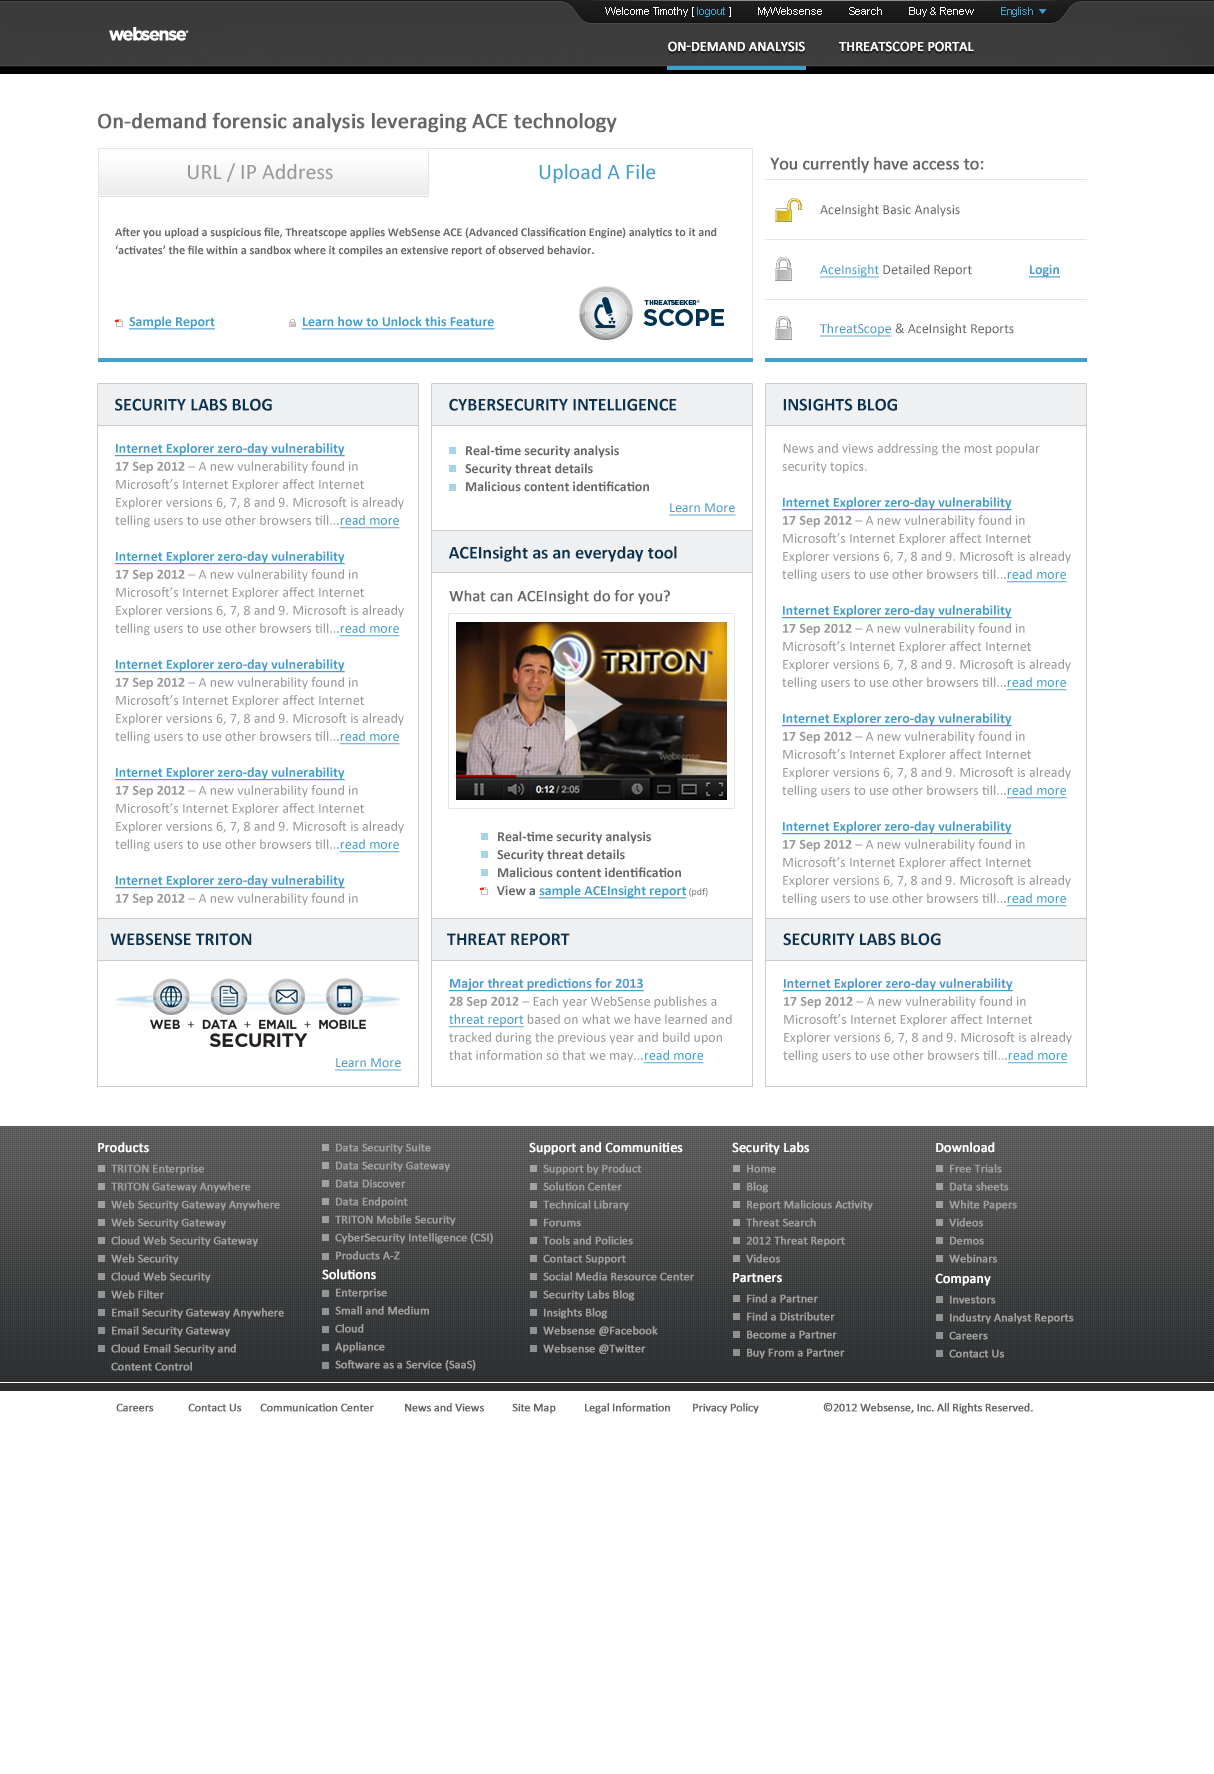 Welcome Timothy [ logout ] MyWebsense Search Buy & Renew English
websense
ON-DEMAND ANALYSIS THREATSCOPE PORTAL
On-demand forensic analysis leveraging ACE technology
URL / IP Address Upload A File
After you upload a suspicious file, Threatscope applies WebSense ACE (Advanced Classification Engine) analytics to it and
‘activates’ the file within a sandbox where it compiles an extensive report of observed behavior.
Sample Report Learn how to Unlock this Feature
THREATSEEKER®
SCOPE
You currently have access to:
AceInsight Basic Analysis
AceInsight Detailed Report Login
ThreatScope & AceInsight Reports
SECURITY LABS BLOG
Internet Explorer zero-day vulnerability
17 Sep 2012 – A new vulnerability found in
Microsoft’s Internet Explorer affect Internet
Explorer versions 6, 7, 8 and 9. Microsoft is already
telling users to use other browsers till...read more
Internet Explorer zero-day vulnerability
17 Sep 2012 – A new vulnerability found in
Microsoft’s Internet Explorer affect Internet
Explorer versions 6, 7, 8 and 9. Microsoft is already
telling users to use other browsers till...read more
Internet Explorer zero-day vulnerability
17 Sep 2012 – A new vulnerability found in
Microsoft’s Internet Explorer affect Internet
Explorer versions 6, 7, 8 and 9. Microsoft is already
telling users to use other browsers till...read more
Internet Explorer zero-day vulnerability
17 Sep 2012 – A new vulnerability found in
Microsoft’s Internet Explorer affect Internet
Explorer versions 6, 7, 8 and 9. Microsoft is already
telling users to use other browsers till...read more
Internet Explorer zero-day vulnerability
17 Sep 2012 – A new vulnerability found in
CYBERSECURITY INTELLIGENCE
Real-time security analysis
Security threat details
Malicious content identification
Learn More
ACEInsight as an everyday tool
What can ACEInsight do for you?
TRITON™
websense
0:12 / 2:05
Real-time security analysis
Security threat details
Malicious content identification
View a sample ACEInsight report (pdf)
INSIGHTS BLOG
News and views addressing the most popular
security topics.
Internet Explorer zero-day vulnerability
17 Sep 2012 – A new vulnerability found in
Microsoft’s Internet Explorer affect Internet
Explorer versions 6, 7, 8 and 9. Microsoft is already
telling users to use other browsers till...read more
Internet Explorer zero-day vulnerability
17 Sep 2012 – A new vulnerability found in
Microsoft’s Internet Explorer affect Internet
Explorer versions 6, 7, 8 and 9. Microsoft is already
telling users to use other browsers till...read more
Internet Explorer zero-day vulnerability
17 Sep 2012 – A new vulnerability found in
Microsoft’s Internet Explorer affect Internet
Explorer versions 6, 7, 8 and 9. Microsoft is already
telling users to use other browsers till...read more
Internet Explorer zero-day vulnerability
17 Sep 2012 – A new vulnerability found in
Microsoft’s Internet Explorer affect Internet
Explorer versions 6, 7, 8 and 9. Microsoft is already
telling users to use other browsers till...read more
WEBSENSE TRITON
WEB + DATA + EMAIL + MOBILE
SECURITY
Learn More
THREAT REPORT
Major threat predictions for 2013
28 Sep 2012 – Each year WebSense publishes a
threat report based on what we have learned and
tracked during the previous year and build upon
that information so that we may...read more
SECURITY LABS BLOG
Internet Explorer zero-day vulnerability
17 Sep 2012 – A new vulnerability found in
Microsoft’s Internet Explorer affect Internet
Explorer versions 6, 7, 8 and 9. Microsoft is already
telling users to use other browsers till...read more
Products
TRITON Enterprise
TRITON Gateway Anywhere
Web Security Gateway Anywhere
Web Security Gateway
Cloud Web Security Gateway
Web Security
Cloud Web Security
Web Filter
Email Security Gateway Anywhere
Email Security Gateway
Cloud Email Security and
Content Control
Data Security Suite
Data Security Gateway
Data Discover
Data Endpoint
TRITON Mobile Security
CyberSecurity Intelligence (CSI)
Products A-Z
Solutions
Enterprise
Small and Medium
Cloud
Appliance
Software as a Service (SaaS)
Support and Communities
Support by Product
Solution Center
Technical Library
Forums
Tools and Policies
Contact Support
Social Media Resource Center
Security Labs Blog
Insights Blog
Websense @Facebook
Websense @Twitter
Security Labs
Home
Blog
Report Malicious Activity
Threat Search
2012 Threat Report
Videos
Partners
Find a Partner
Find a Distributer
Become a Partner
Buy From a Partner
Download
Free Trials
Data sheets
White Papers
Videos
Demos
Webinars
Company
Investors
Industry Analyst Reports
Careers
Contact Us
Careers Contact Us Communication Center News and Views Site Map Legal Information Privacy Policy ©2012 Websense, Inc. All Rights Reserved.